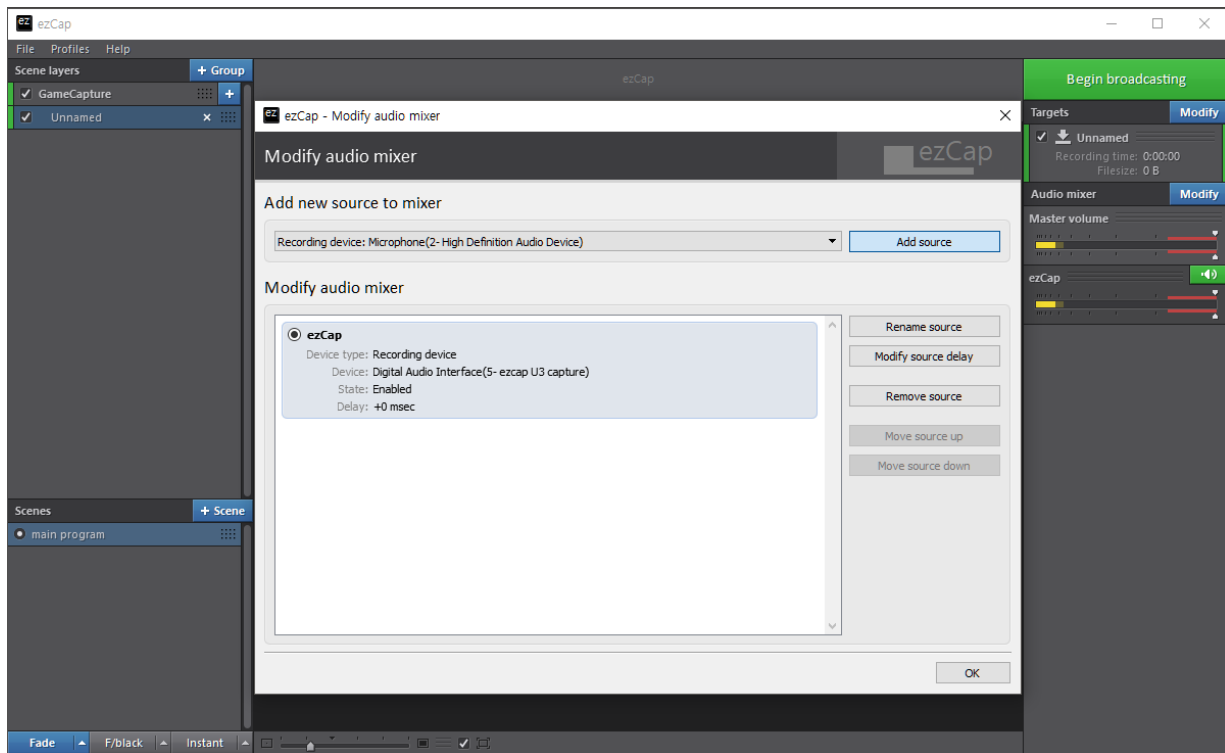 ez ezCap
File Profiles Help
Scene layers + Group
GameCapture +
Unnamed x
ezCap
Begin broadcasting
Targets Modify
Unnamed
Recording time: 0:00:00
Filesize: 0 B
Audio mixer Modify
Master volume
ezCap
ez ezCap - Modify audio mixer
Modify audio mixer ezCap
Add new source to mixer
Recording device: Microphone(2- High Definition Audio Device) Add source
Modify audio mixer
ezCap
Device type: Recording device
Device: Digital Audio Interface(5- ezcap U3 capture)
State: Enabled
Delay: +0 msec
Rename source
Modify source delay
Remove source
Move source up
Move source down
OK
Scenes + Scene
main program
Fade F/black Instant